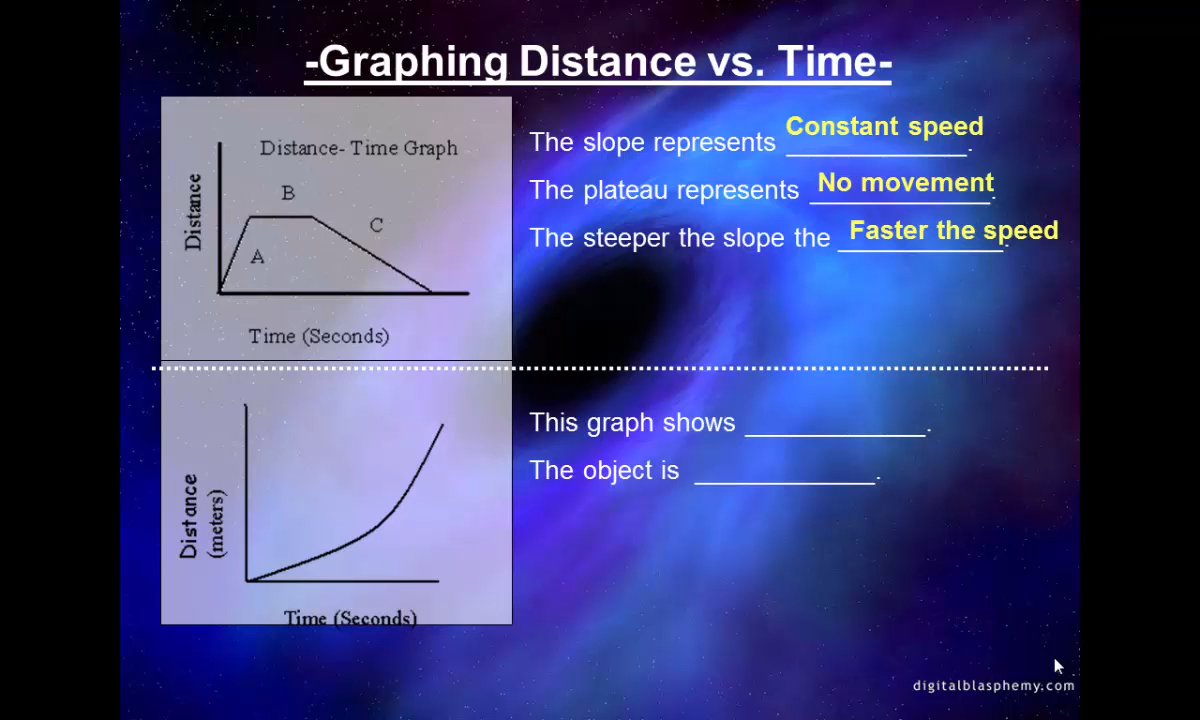 -Graphing Distance vs. Time-
Distance- Time Graph
Distance
A
B
C
Time (Seconds)
The slope represents Constant speed.
The plateau represents No movement.
The steeper the slope the Faster the speed.
Distance
(meters)
Time (Seconds)
This graph shows _____________.
The object is _____________.
digitalblasphemy.com